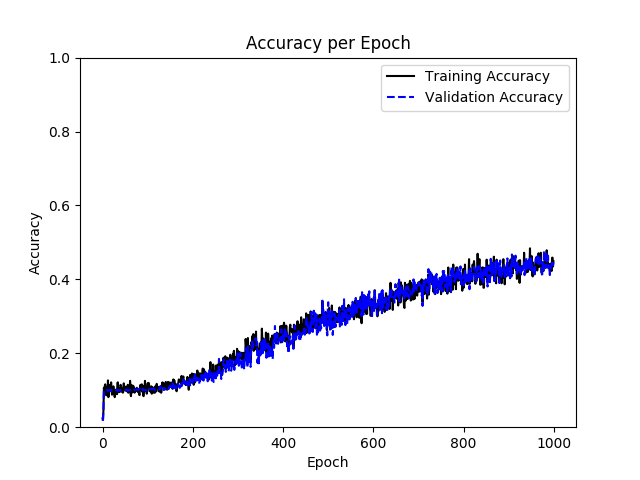 Accuracy per Epoch
Training Accuracy
Validation Accuracy
Accuracy
1.0
0.8
0.6
0.4
0.2
0.0
0 200 400 600 800 1000
Epoch